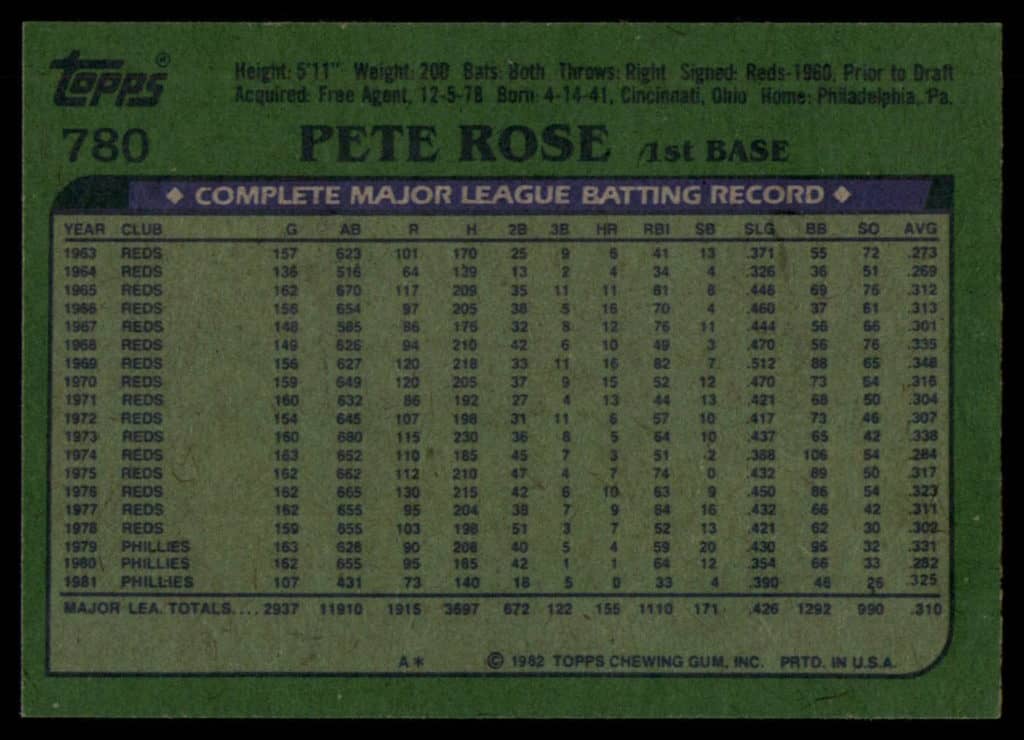 Topps®
Height: 5'11" Weight: 200 Bats: Both Throws: Right Signed: Reds-1960, Prior to Draft
Acquired: Free Agent, 12-5-78 Born: 4-14-41, Cincinnati, Ohio Home: Philadelphia, Pa.
780 PETE ROSE 1st BASE
◆ COMPLETE MAJOR LEAGUE BATTING RECORD ◆
YEAR CLUB G AB R H 2B 3B HR RBI SB SLG BB SO AVG
1963 REDS 157 623 101 170 25 9 6 41 13 .371 55 72 .273
1964 REDS 136 516 64 139 13 2 4 34 4 .326 36 51 .269
1965 REDS 162 670 117 209 35 11 11 81 8 .446 69 76 .312
1966 REDS 156 654 97 205 38 5 16 70 4 .460 37 61 .313
1967 REDS 148 585 86 176 32 8 12 76 11 .444 56 66 .301
1968 REDS 149 626 94 210 42 6 10 49 3 .470 56 76 .335
1969 REDS 156 627 120 218 33 11 16 82 7 .512 88 65 .348
1970 REDS 159 649 120 205 37 9 15 52 12 .470 73 64 .316
1971 REDS 160 632 86 192 27 4 13 44 13 .421 68 50 .304
1972 REDS 154 645 107 198 31 11 6 57 10 .417 73 46 .307
1973 REDS 160 680 115 230 36 8 5 64 10 .437 65 42 .338
1974 REDS 163 652 110 185 45 7 3 51 2 .388 106 54 .284
1975 REDS 162 662 112 210 47 4 7 74 0 .432 89 50 .317
1976 REDS 162 665 130 215 42 6 10 63 9 .450 86 54 .323
1977 REDS 162 655 95 204 38 7 9 64 16 .432 66 42 .311
1978 REDS 159 655 103 198 51 3 7 52 13 .421 62 30 .302
1979 PHILLIES 163 628 90 208 40 5 4 59 20 .430 95 32 .331
1980 PHILLIES 162 655 95 185 42 1 1 64 12 .354 66 33 .282
1981 PHILLIES 107 431 73 140 18 5 0 33 4 .390 46 26 .325
MAJOR LEA. TOTALS.... 2937 11910 1915 3697 672 122 155 1110 171 .426 1292 990 .310
A* © 1982 TOPPS CHEWING GUM, INC. PRTD. IN U.S.A.